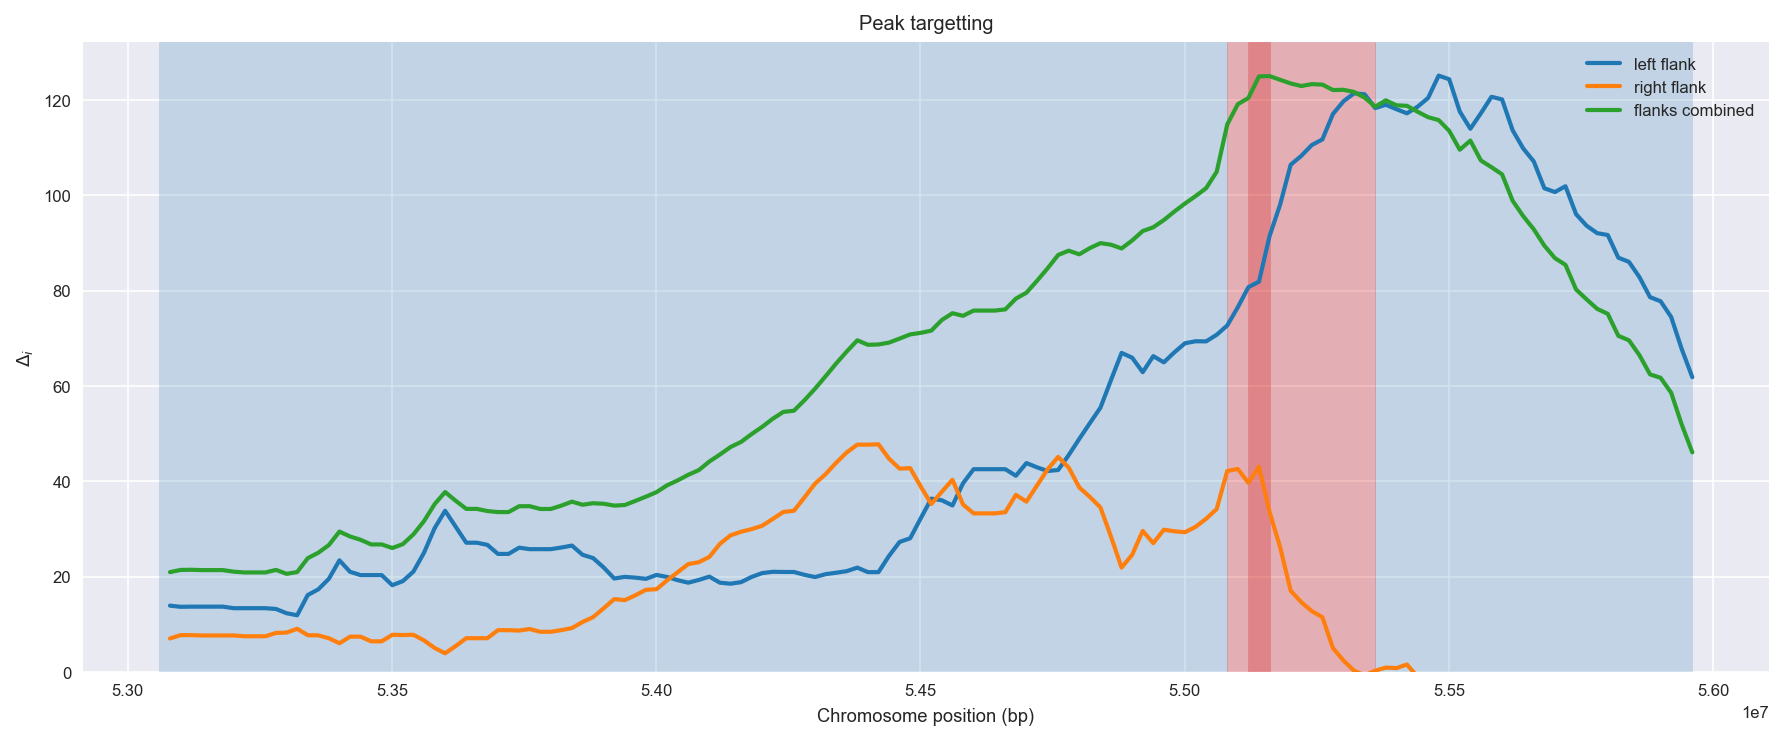 Peak targetting
left flank
right flank
flanks combined
120
100
80
60
40
20
0
Δi
5.30
5.35
5.40
5.45
5.50
5.55
5.60
1e7
Chromosome position (bp)